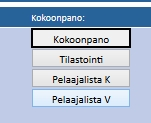 Kokoonpano:
Kokoonpano
Tilastointi
Pelaajalista K
Pelaajalista V